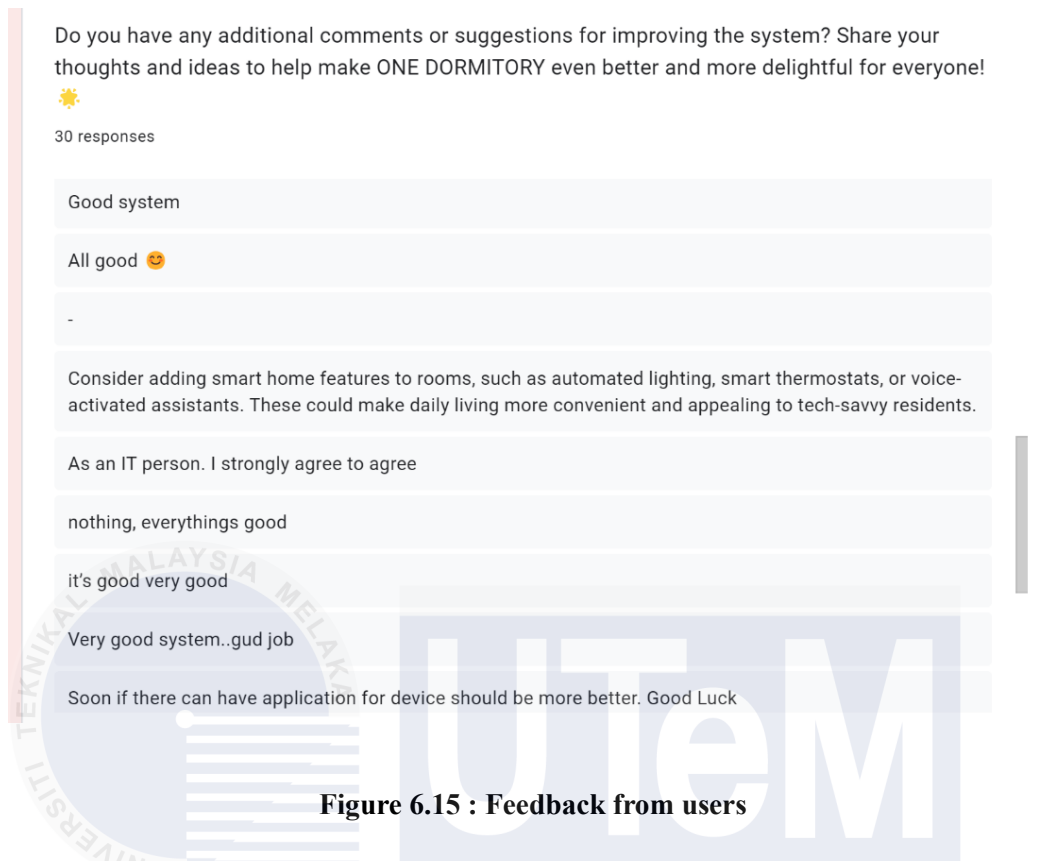 Do you have any additional comments or suggestions for improving the system? Share your
thoughts and ideas to help make ONE DORMITORY even better and more delightful for everyone!
🌟
30 responses
Good system
All good 😊
-
Consider adding smart home features to rooms, such as automated lighting, smart thermostats, or voice-
activated assistants. These could make daily living more convenient and appealing to tech-savvy residents.
As an IT person. I strongly agree to agree
nothing, everythings good
it's good very good
Very good system..gud job
Soon if there can have application for device should be more better. Good Luck
TEKNIKAL MALAYSIA MELAKA
UTeM
Figure 6.15 : Feedback from users